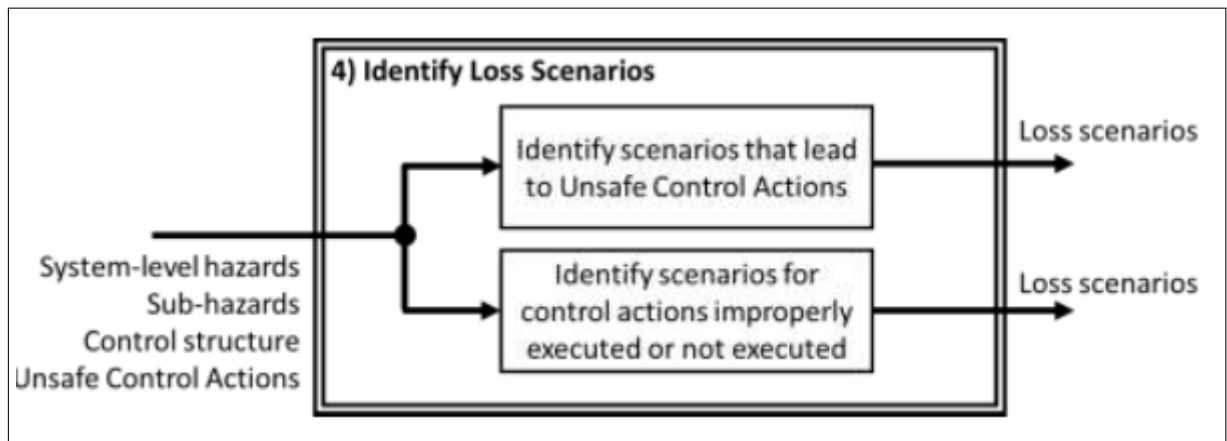 4) Identify Loss Scenarios
Identify scenarios that lead
to Unsafe Control Actions
Loss scenarios
System-level hazards
Sub-hazards
Control structure
Unsafe Control Actions
Identify scenarios for
control actions improperly
executed or not executed
Loss scenarios